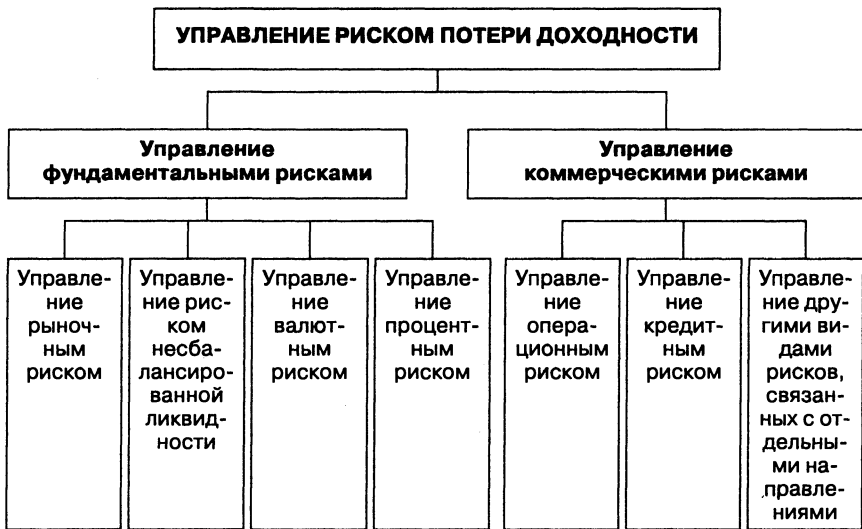 УПРАВЛЕНИЕ РИСКОМ ПОТЕРИ ДОХОДНОСТИ
Управление
фундаментальными рисками
Управление
коммерческими рисками
Управле-
ние
рыноч-
ным
риском
Управле-
ние рис-
ком
несба-
лансиро-
ванной
ликвид-
ности
Управле-
ние
валют-
ным
риском
Управле-
ние
процент-
ным
риском
Управле-
ние
опера-
ционным
риском
Управле-
ние
кредит-
ным
риском
Управле-
ние дру-
гими ви-
дами
рисков,
связан-
ных с от-
дельны-
ми на-
правле-
ниями